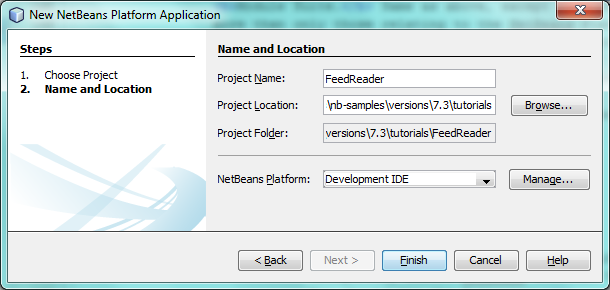 New NetBeans Platform Application
Steps
1. Choose Project
2. Name and Location
Name and Location
Project Name: FeedReader
Project Location: \nb-samples\versions\7.3\tutorials Browse...
Project Folder: versions\7.3\tutorials\FeedReader
NetBeans Platform: Development IDE Manage...
< Back Next > Finish Cancel Help